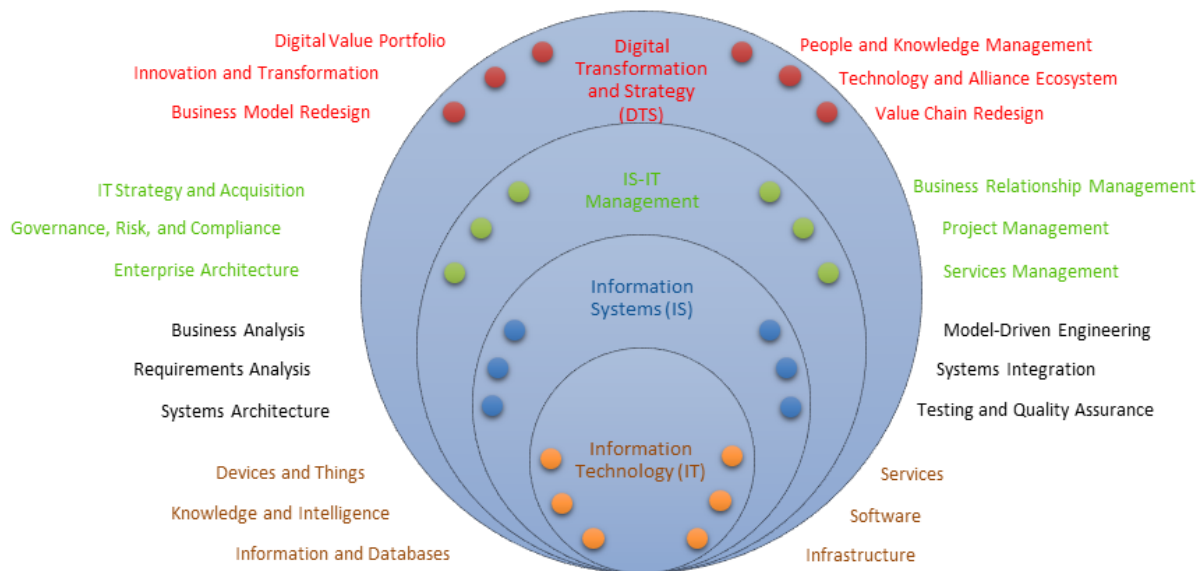 Digital Value Portfolio
Innovation and Transformation
Business Model Redesign
Digital
Transformation
and Strategy
(DTS)
People and Knowledge Management
Technology and Alliance Ecosystem
Value Chain Redesign
IT Strategy and Acquisition
Governance, Risk, and Compliance
Enterprise Architecture
IS-IT
Management
Business Relationship Management
Project Management
Services Management
Business Analysis
Requirements Analysis
Systems Architecture
Information
Systems (IS)
Model-Driven Engineering
Systems Integration
Testing and Quality Assurance
Devices and Things
Knowledge and Intelligence
Information and Databases
Information
Technology (IT)
Services
Software
Infrastructure